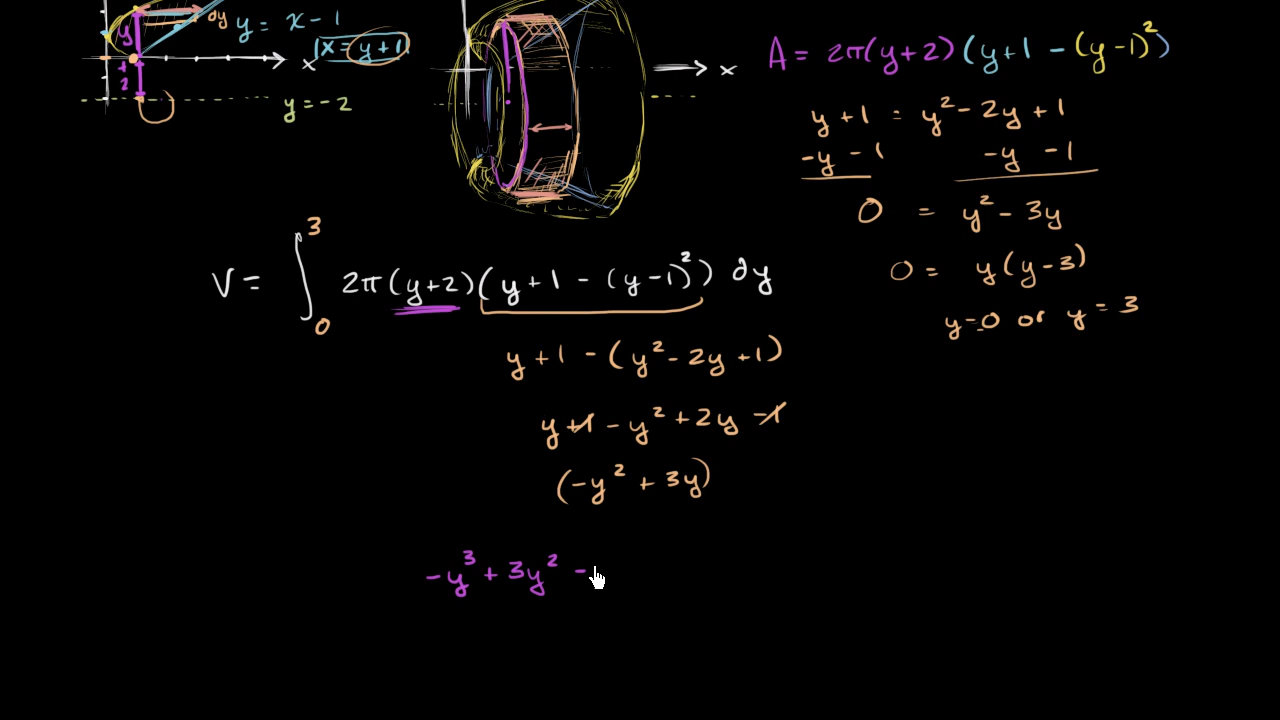 y dy y = x - 1
x = y + 1
x
+
2
y = -2
x
A = 2π(y+2)(y+1 - (y-1)²)
y + 1 = y² - 2y + 1
-y - 1 -y - 1
0 = y² - 3y
0 = y(y-3)
y=0 or y = 3
V = ∫₀³ 2π(y+2)(y+1 - (y-1)²) dy
y + 1 - (y² - 2y + 1)
y + 1 - y² + 2y - 1
(-y² + 3y)
-y³ + 3y² -